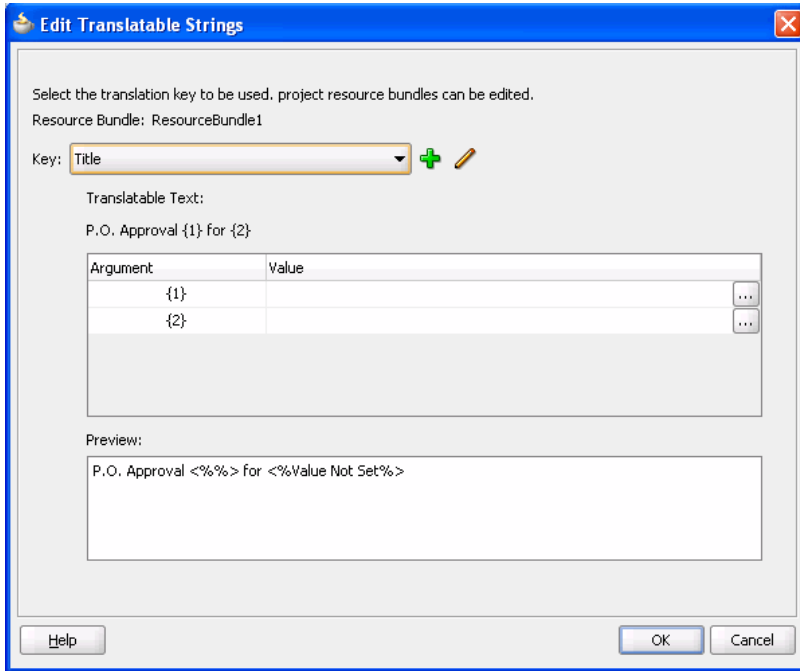 Edit Translatable Strings
Select the translation key to be used. project resource bundles can be edited.
Resource Bundle: ResourceBundle1
Key: Title
Translatable Text:
P.O. Approval {1} for {2}
Argument Value
{1} ...
{2} ...
Preview:
P.O. Approval <%%> for <%Value Not Set%>
Help OK Cancel